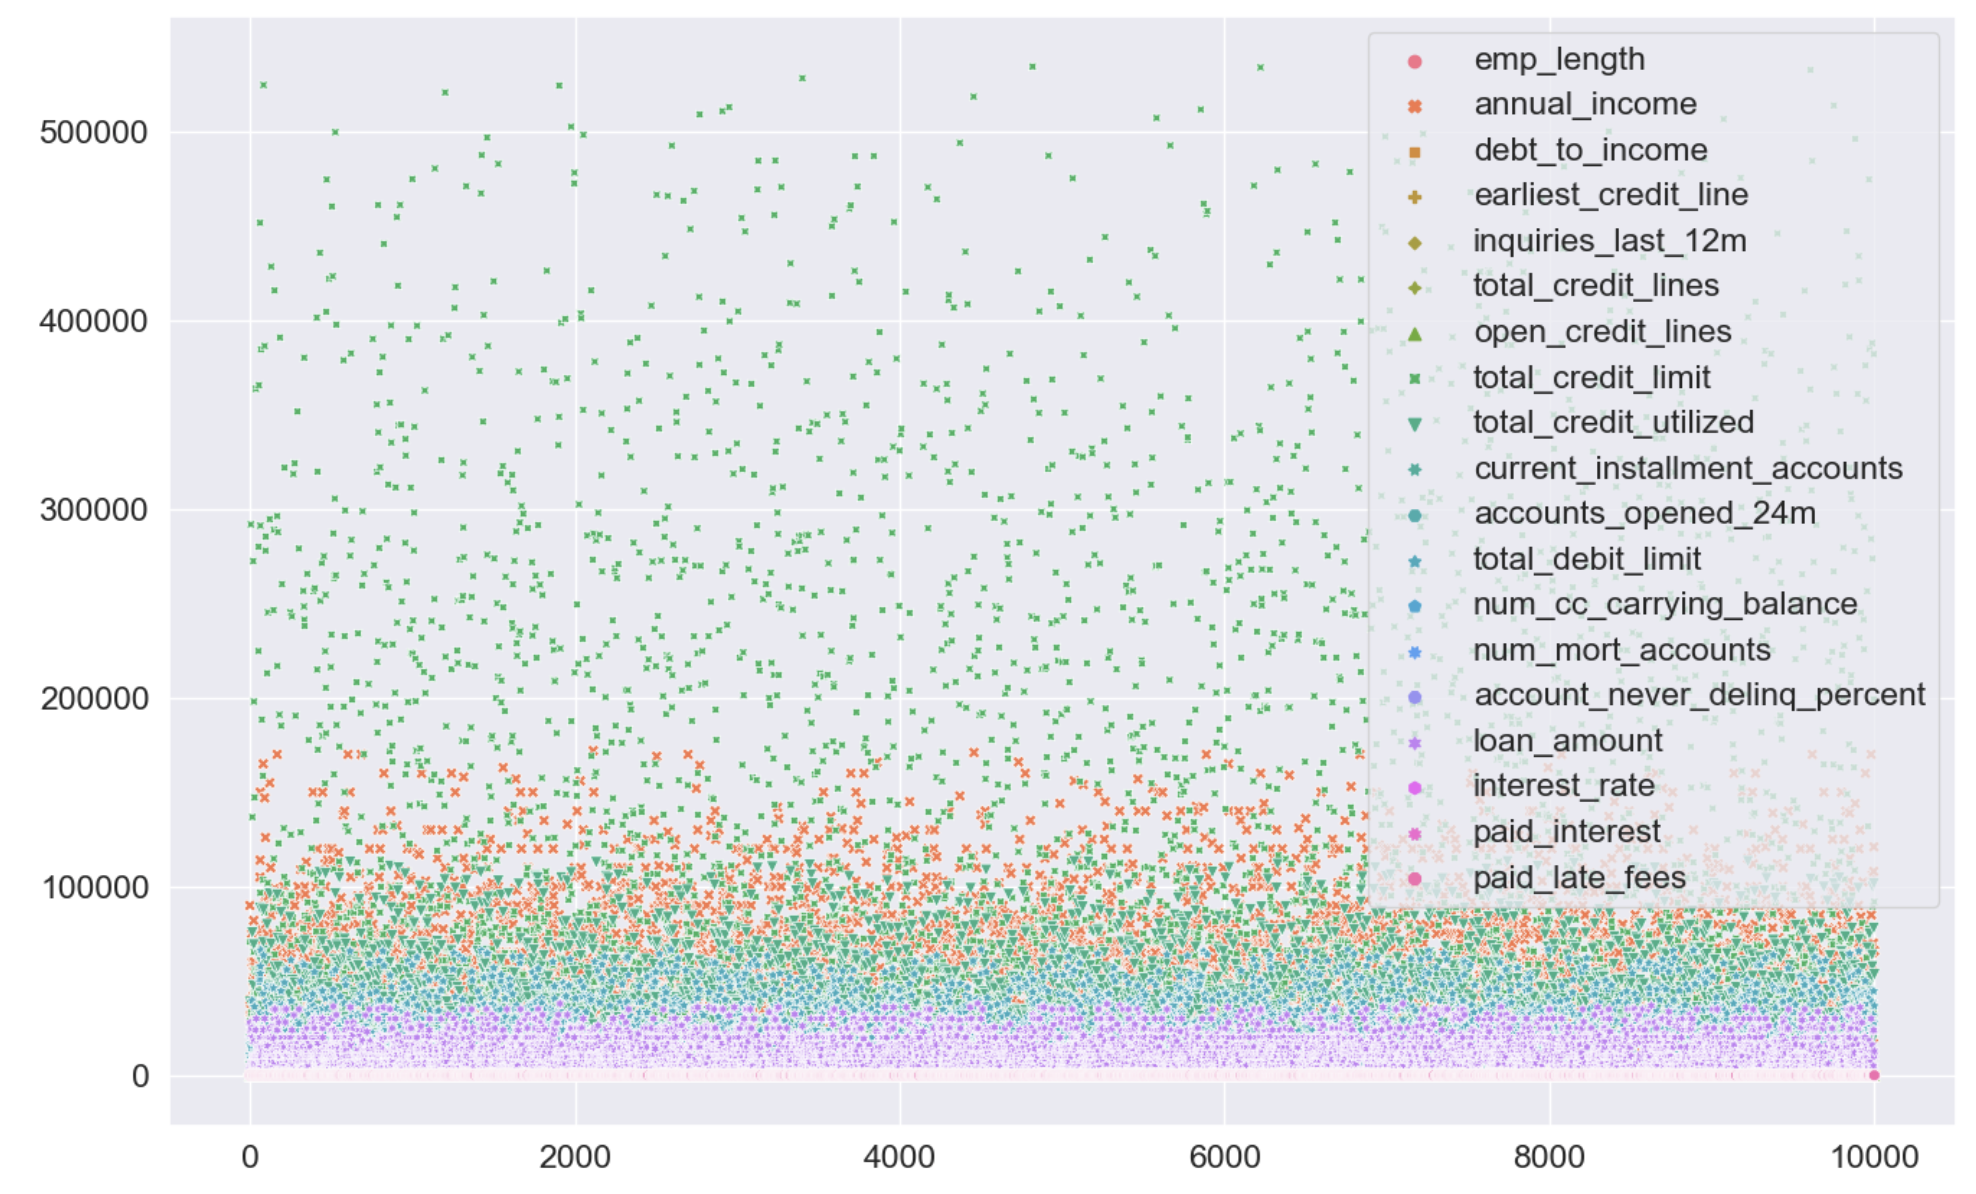 500000
400000
300000
200000
100000
0
0
2000
4000
6000
8000
10000
emp_length
annual_income
debt_to_income
earliest_credit_line
inquiries_last_12m
total_credit_lines
open_credit_lines
total_credit_limit
total_credit_utilized
current_installment_accounts
accounts_opened_24m
total_debit_limit
num_cc_carrying_balance
num_mort_accounts
account_never_delinq_percent
loan_amount
interest_rate
paid_interest
paid_late_fees